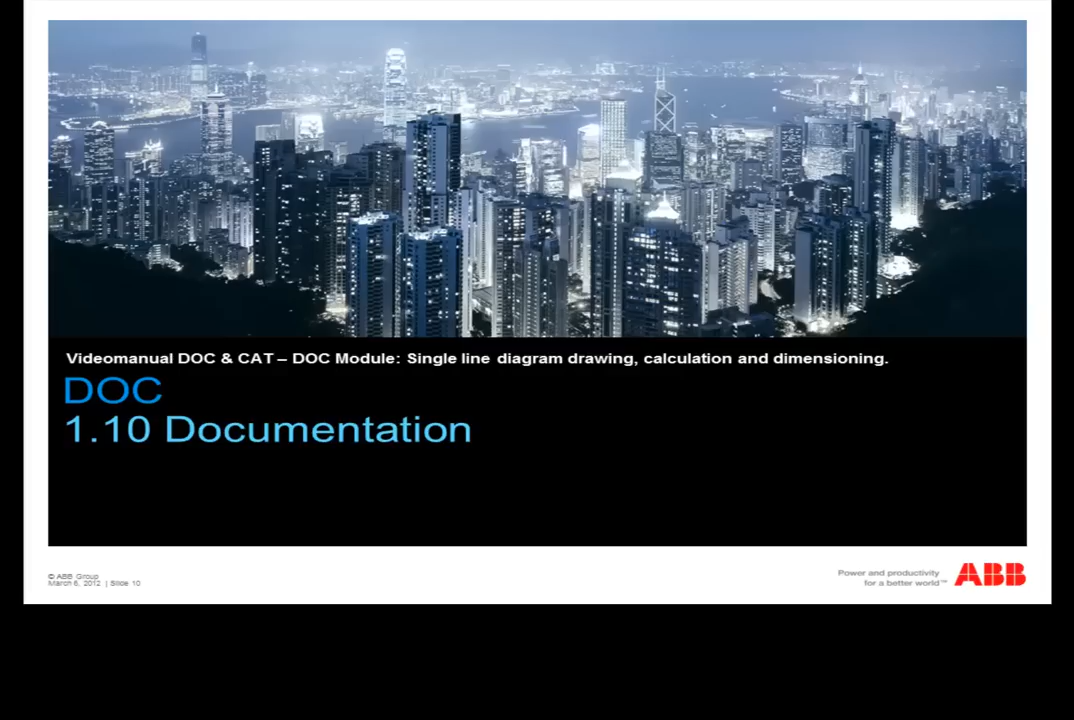 Videomanual DOC & CAT – DOC Module: Single line diagram drawing, calculation and dimensioning.
DOC
1.10 Documentation
© ABB Group
March 6, 2012 | Slide 10
Power and productivity
for a better world™
ABB